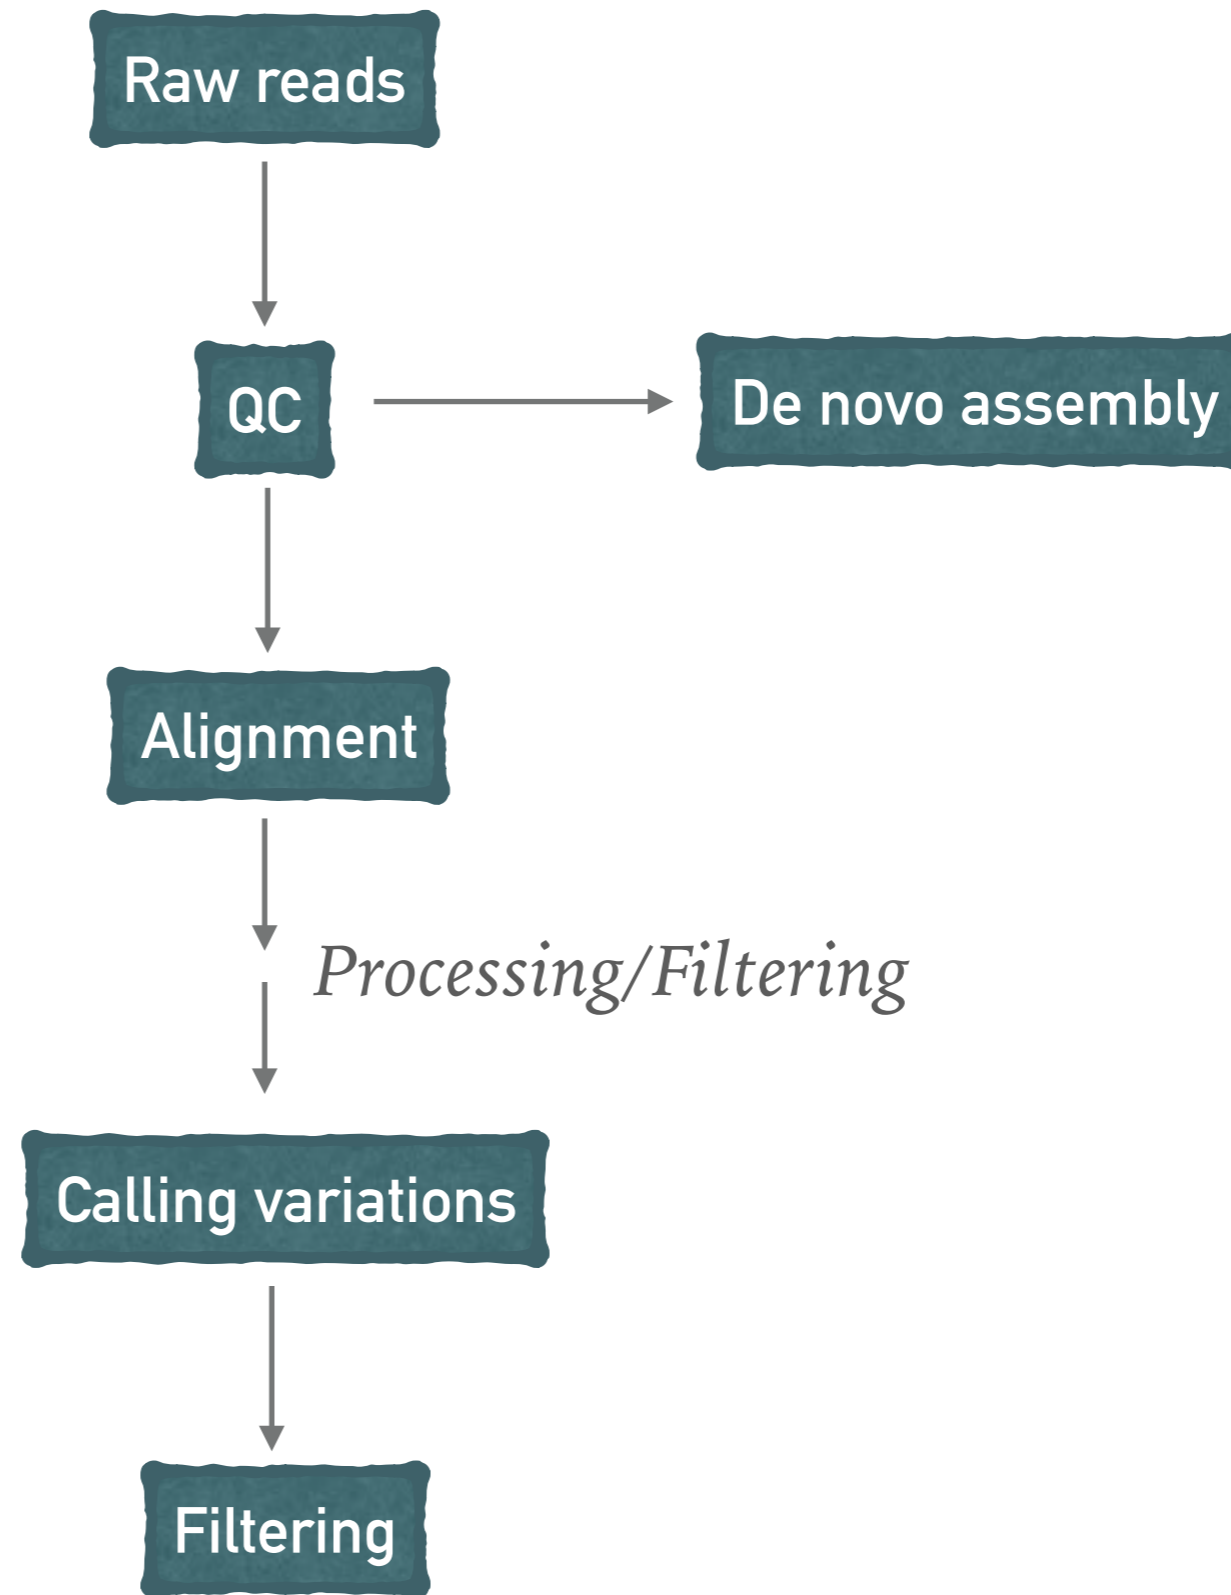 Raw reads
QC
De novo assembly
Alignment
Processing/Filtering
Calling variations
Filtering